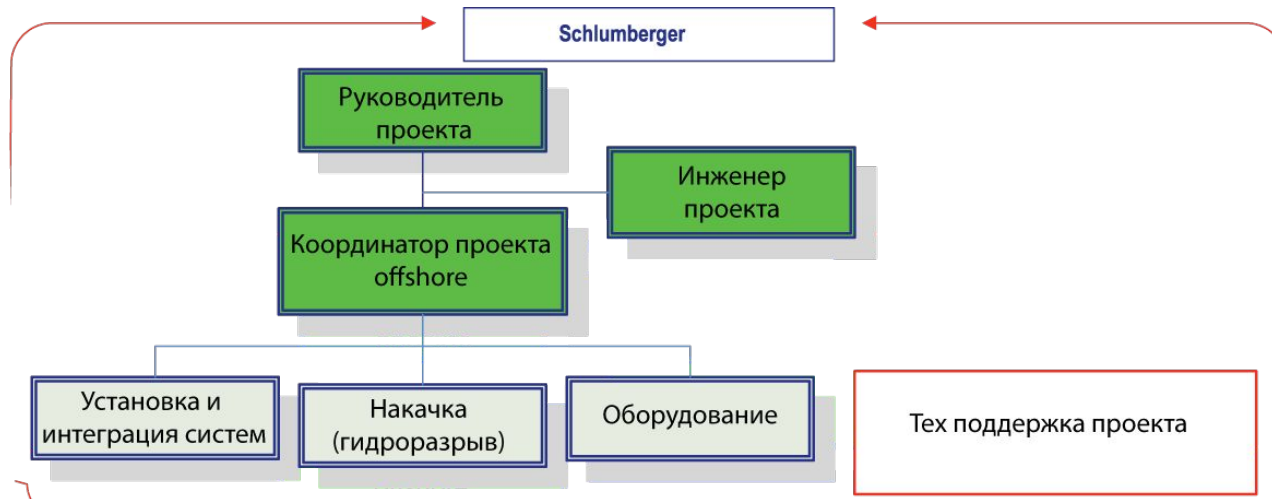 Schlumberger
Руководитель
проекта
Инженер
проекта
Координатор проекта
offshore
Установка и
интеграция систем
Накачка
(гидроразрыв)
Оборудование
Тех поддержка проекта